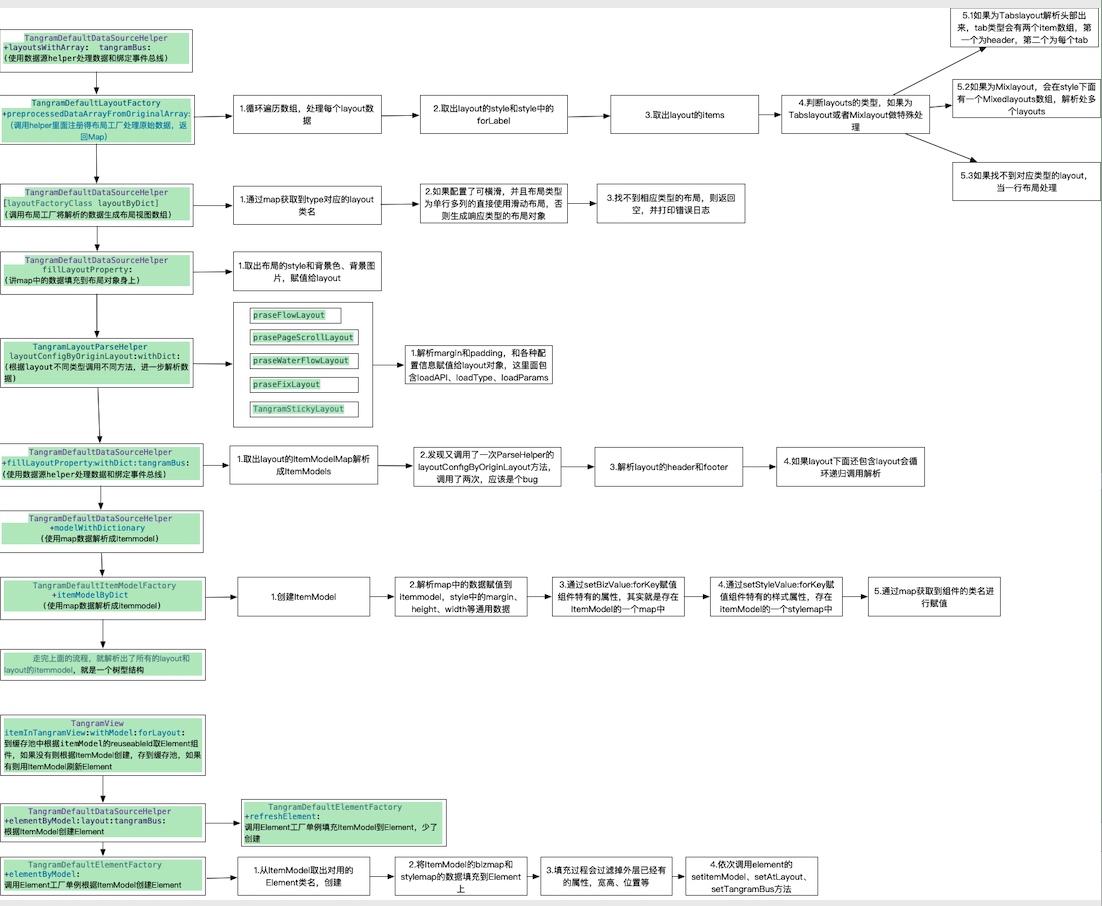 TangramDefaultDataSourceHelper
+layoutsWithArray: tangramBus:
(使用数据源helper处理数据和绑定事件总线)
5.1如果为Tabslayout解析头部出
来，tab类型会有两个item数组，第
一个为header，第二个为每个tab
TangramDefaultLayoutFactory
+preprocessedDataArrayFromOriginalArray:
(调用helper里面注册得布局工厂处理原始数据，返
回Map)
1.循环遍历数组，处理每个layout数
据
2.取出layout的style和style中的
forLabel
3.取出layout的items
4.判断layouts的类型，如果为
Tabslayout或者Mixlayout做特殊处
理
5.2如果为Mixlayout，会在style下面
有一个Mixedlayouts数组，解析处多
个layouts
5.3如果找不到对应类型的layout，
当一行布局处理
TangramDefaultDataSourceHelper
[layoutFactoryClass layoutByDict]
(调用布局工厂将解析的数据生成布局视图数组)
1.通过map获取到type对应的layout
类名
2.如果配置了可横滑，并且布局类型
为单行多列的直接使用滑动布局，否
则生成响应类型的布局对象
3.找不到相应类型的布局，则返回
空，并打印错误日志
TangramDefaultDataSourceHelper
fillLayoutProperty:
(讲map中的数据填充到布局对象身上)
1.取出布局的style和背景色、背景图
片，赋值给layout
TangramLayoutParseHelper
layoutConfigByOriginLayout:withDict:
(根据layout不同类型调用不同方法，进一步解析数
据)
praseFlowLayout
prasePageScrollLayout
praseWaterFlowLayout
praseFixLayout
TangramStickyLayout
1.解析margin和padding，和各种配
置信息赋值给layout对象，这里面包
含loadAPI、loadType、loadParams
TangramDefaultDataSourceHelper
+fillLayoutProperty:withDict:tangramBus:
(使用数据源helper处理数据和绑定事件总线)
1.取出layout的ItemModelMap解析
成ItemModels
2.发现又调用了一次ParseHelper的
layoutConfigByOriginLayout方法，
调用了两次，应该是个bug
3.解析layout的header和footer
4.如果layout下面还包含layout会循
环递归调用解析
TangramDefaultDataSourceHelper
+modelWithDictionary
(使用map数据解析成Itemmodel)
TangramDefaultItemModelFactory
+itemModelByDict
(使用map数据解析成Itemmodel)
1.创建ItemModel
2.解析map中的数据赋值到
itemmodel，style中的margin、
height、width等通用数据
3.通过setBizValue:forKey赋值
组件特有的属性，其实就是存在
ItemModel的一个map中
4.通过setStyleValue:forKey赋
值组件特有的样式属性，存在
itemModel的一个stylemap中
5.通过map获取到组件的类名进
行赋值
走完上面的流程，就解析出了所有的layout和
layout的itemmodel，就是一个树型结构
TangramView
itemInTangramView:withModel:forLayout:
到缓存池中根据itemModel的reuseableId取Element组
件，如果没有则根据ItemModel创建，存到缓存池，如果
有则用ItemModel刷新Element
TangramDefaultDataSourceHelper
+elementByModel:layout:tangramBus:
根据ItemModel创建Element
TangramDefaultElementFactory
+refreshElement:
调用Element工厂单例填充ItemModel到Element，少了
创建
TangramDefaultElementFactory
+elementByModel:
调用Element工厂单例根据ItemModel创建Element
1.从ItemModel取出对用的
Element类名，创建
2.将ItemModel的bizmap和
stylemap的数据填充到Element
上
3.填充过程会过滤掉外层已经有
的属性，宽高、位置等
4.依次调用element的
setItemModel、setAtLayout、
setTangramBus方法